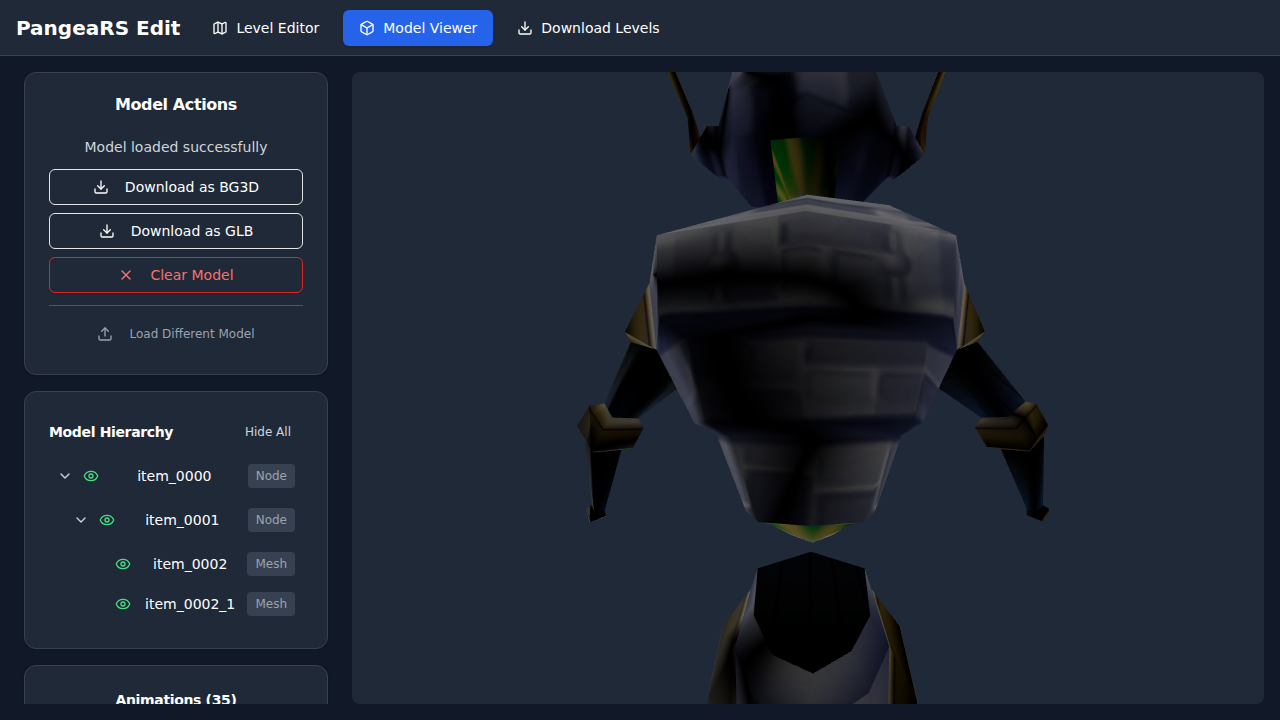 PangeaRS Edit
Level Editor
Model Viewer
Download Levels
Model Actions
Model loaded successfully
Download as BG3D
Download as GLB
Clear Model
Load Different Model
Model Hierarchy
Hide All
item_0000
Node
item_0001
Node
item_0002
Mesh
item_0002_1
Mesh
Animations (35)